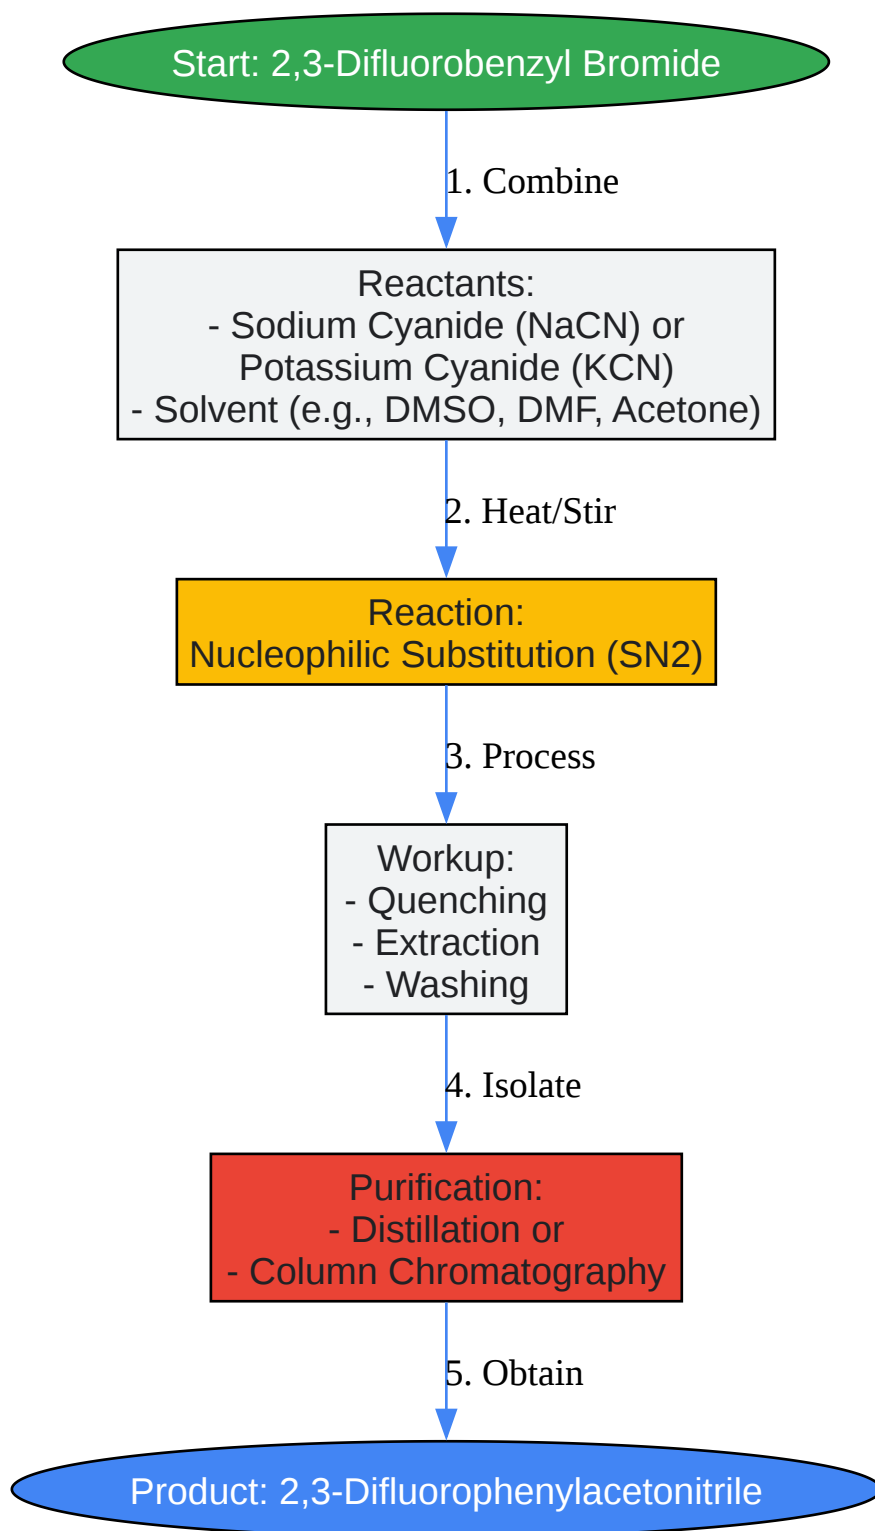 Start: 2,3-Difluorobenzyl Bromide
1. Combine
Reactants:
- Sodium Cyanide (NaCN) or
Potassium Cyanide (KCN)
- Solvent (e.g., DMSO, DMF, Acetone)
2. Heat/Stir
Reaction:
Nucleophilic Substitution (SN2)
3. Process
Workup:
- Quenching
- Extraction
- Washing
4. Isolate
Purification:
- Distillation or
- Column Chromatography
5. Obtain
Product: 2,3-Difluorophenylacetonitrile